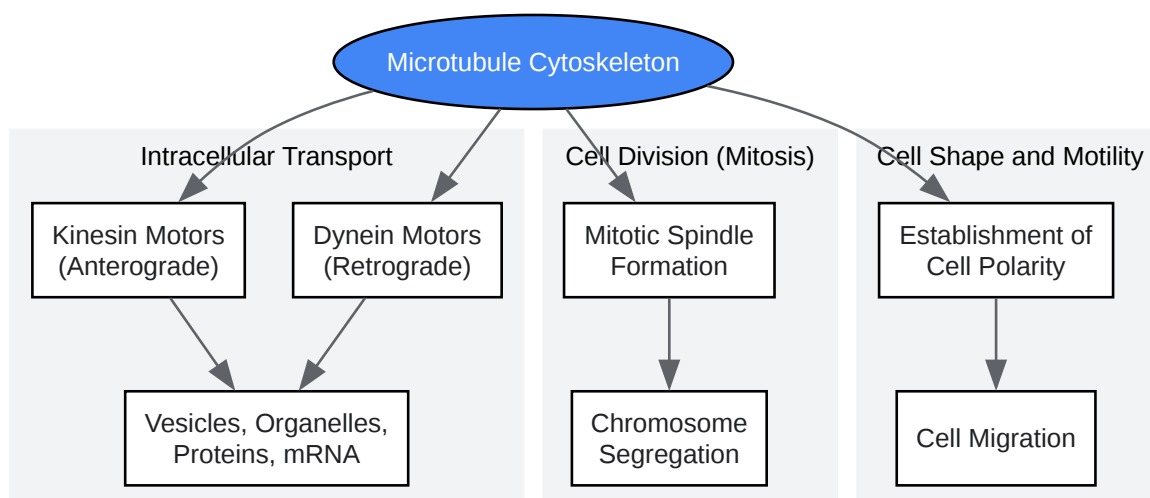 Microtubule Cytoskeleton
Intracellular Transport
Cell Division (Mitosis)
Cell Shape and Motility
Kinesin Motors
(Anterograde)
Dynein Motors
(Retrograde)
Mitotic Spindle
Formation
Establishment of
Cell Polarity
Vesicles, Organelles,
Proteins, mRNA
Chromosome
Segregation
Cell Migration